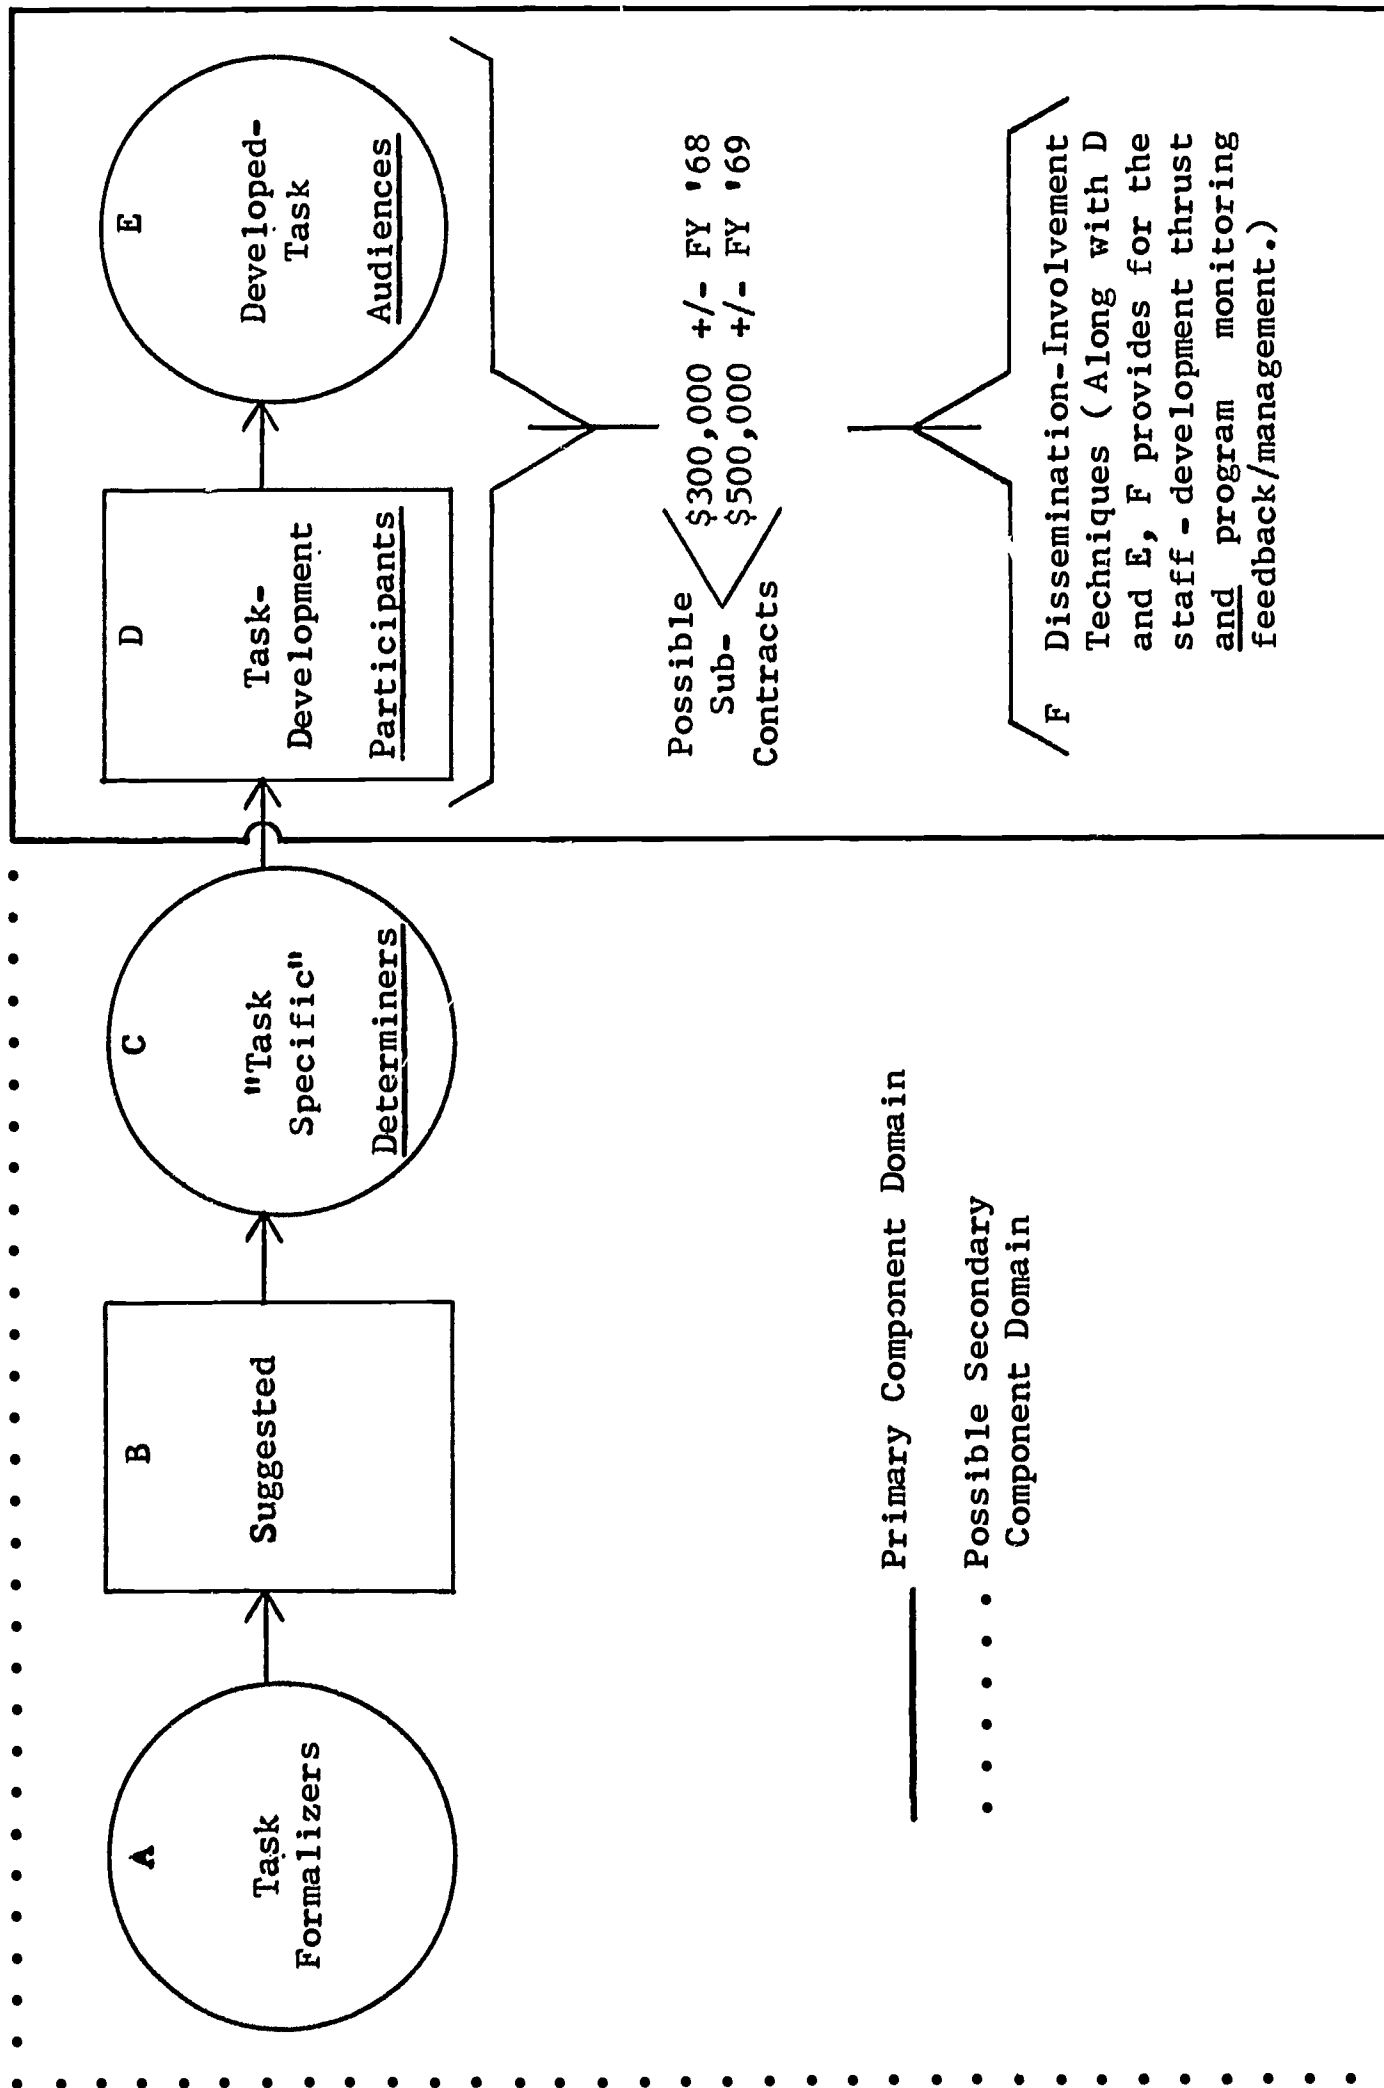 A
Task
Formalizers
B
Suggested
C
"Task
Specific"
Determiners
D
Task-
Development
Participants
E
Developed-
Task
Audiences
Possible
Sub-
Contracts
$300,000 +/- FY '68
$500,000 +/- FY '69
F Dissemination-Involvement
Techniques (Along with D
and E, F provides for the
staff-development thrust
and program monitoring
feedback/management.)
Primary Component Domain
Possible Secondary
Component Domain